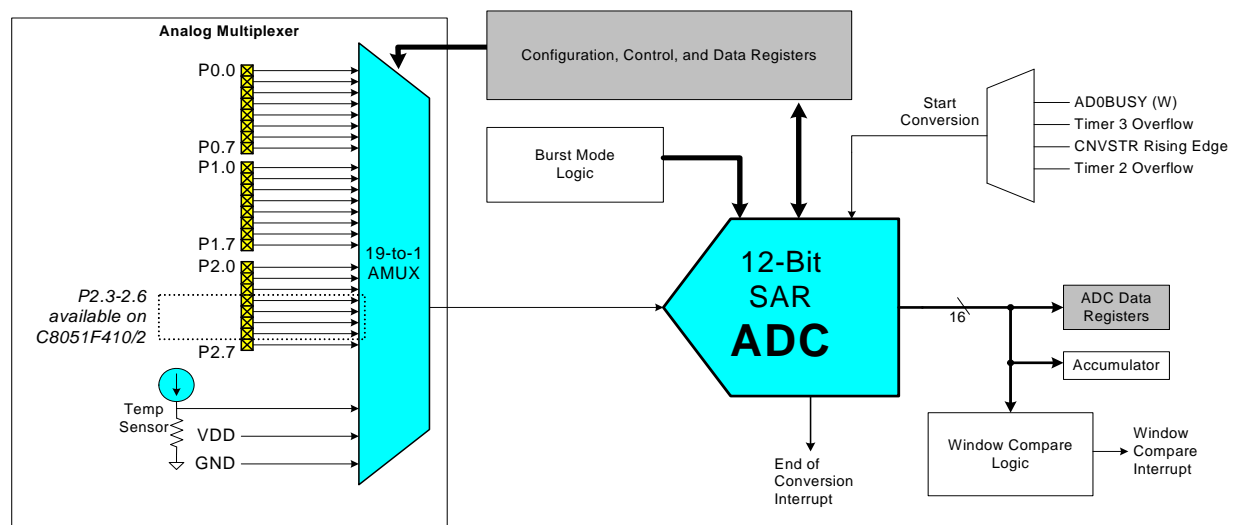 Analog Multiplexer
P0.0
P0.7
P1.0
P1.7
P2.0
P2.3-2.6
available on
C8051F410/2
P2.7
Temp
Sensor
VDD
GND
19-to-1
AMUX
Configuration, Control, and Data Registers
Burst Mode
Logic
Start
Conversion
AD0BUSY (W)
Timer 3 Overflow
CNVSTR Rising Edge
Timer 2 Overflow
12-Bit
SAR
ADC
16
ADC Data
Registers
Accumulator
Window Compare
Logic
Window
Compare
Interrupt
End of
Conversion
Interrupt